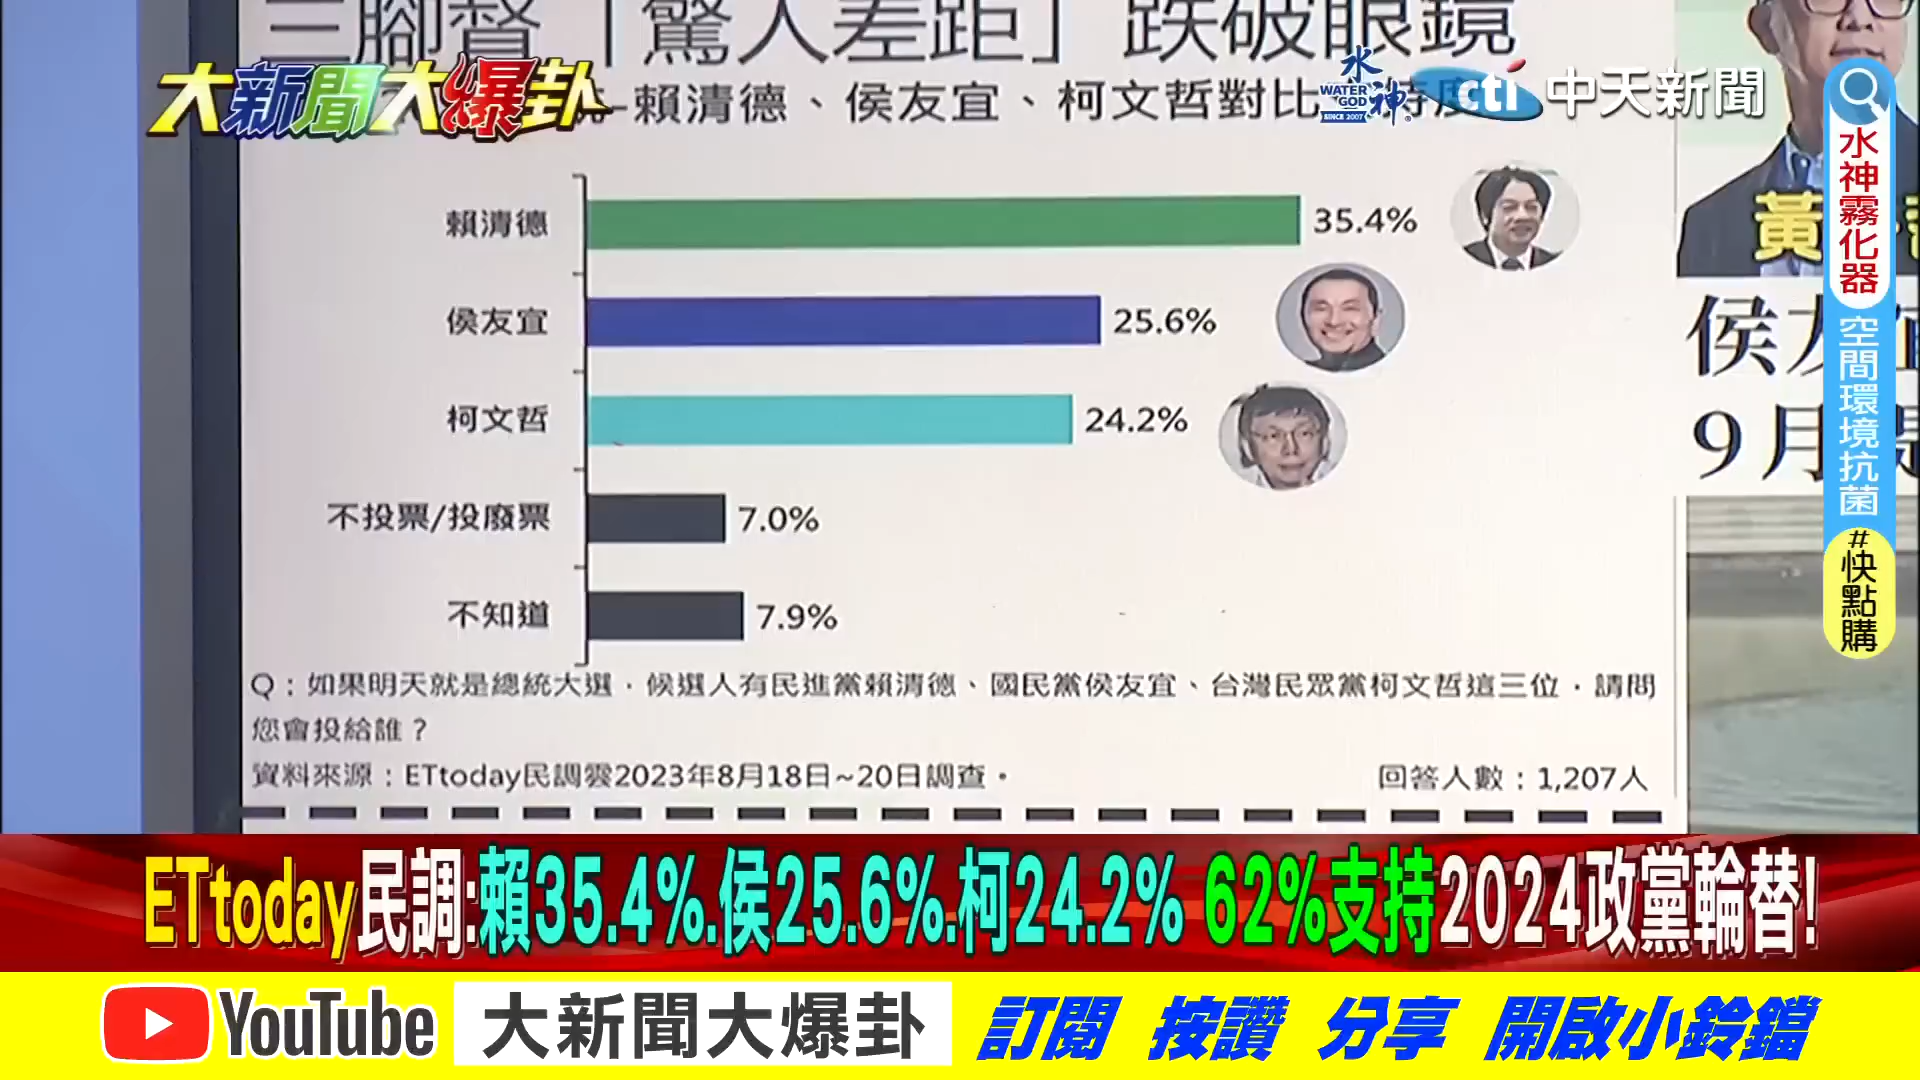 三腳督「驚人差距」跌破眼鏡
大新聞大爆卦
賴清德、侯友宜、柯文哲對比
水神
WATER GOD
SINCE 2007
cti 中天新聞
賴清德 35.4%
侯友宜 25.6%
柯文哲 24.2%
不投票/投廢票 7.0%
不知道 7.9%
Q：如果明天就是總統大選，候選人有民進黨賴清德、國民黨侯友宜、台灣民眾黨柯文哲這三位，請問
您會投給誰？
資料來源：ETtoday民調雲2023年8月18日~20日調查。
回答人數：1,207人
黃
侯友
9月
水神霧化器
空間環境抗菌
#快點購
ETtoday民調:賴35.4%.侯25.6%.柯24.2% 62%支持2024政黨輪替!
YouTube 大新聞大爆卦 訂閱 按讚 分享 開啟小鈴鐺